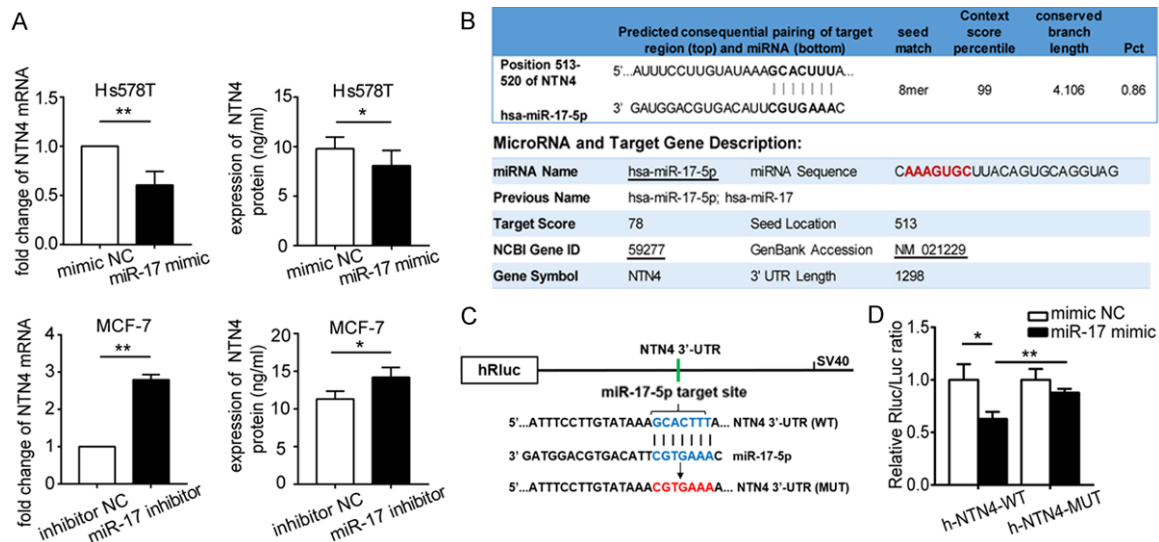 A
Hs578T
**
fold change of NTN4 mRNA
1.5
1.0
0.5
0.0
mimic NC
miR-17 mimic
Hs578T
*
expression of NTN4
protein (ng/ml)
15
10
5
0
mimic NC
miR-17 mimic
MCF-7
**
fold change of NTN4 mRNA
4
3
2
1
0
inhibitor NC
miR-17 inhibitor
MCF-7
*
expression of NTN4
protein (ng/ml)
20
15
10
5
0
inhibitor NC
miR-17 inhibitor
B
Predicted consequential pairing of target
region (top) and miRNA (bottom)
seed
match
Context
score
percentile
conserved
branch
length
Pct
Position 513-
520 of NTN4
5'...AUUUCCUUGUAUAAAGCACUUUA...
hsa-miR-17-5p
3' GAUGGACGUGACAUUCGUGAAAC
8mer
99
4.106
0.86
MicroRNA and Target Gene Description:
miRNA Name hsa-miR-17-5p miRNA Sequence CAAAGUGCUUACAGUGCAGGUAG
Previous Name hsa-miR-17-5p; hsa-miR-17
Target Score 78 Seed Location 513
NCBI Gene ID 59277 GenBank Accession NM 021229
Gene Symbol NTN4 3' UTR Length 1298
C
NTN4 3'-UTR
hRluc
SV40
miR-17-5p target site
5'...ATTTCCTTGTATAAAGCACTTTA... NTN4 3'-UTR (WT)
3' GATGGACGTGACATTCGTGAAAC miR-17-5p
5'...ATTTCCTTGTATAAACGTGAAAA... NTN4 3'-UTR (MUT)
D
mimic NC
miR-17 mimic
*
**
Relative Rluc/Luc ratio
1.5
1.0
0.5
0.0
h-NTN4-WT
h-NTN4-MUT